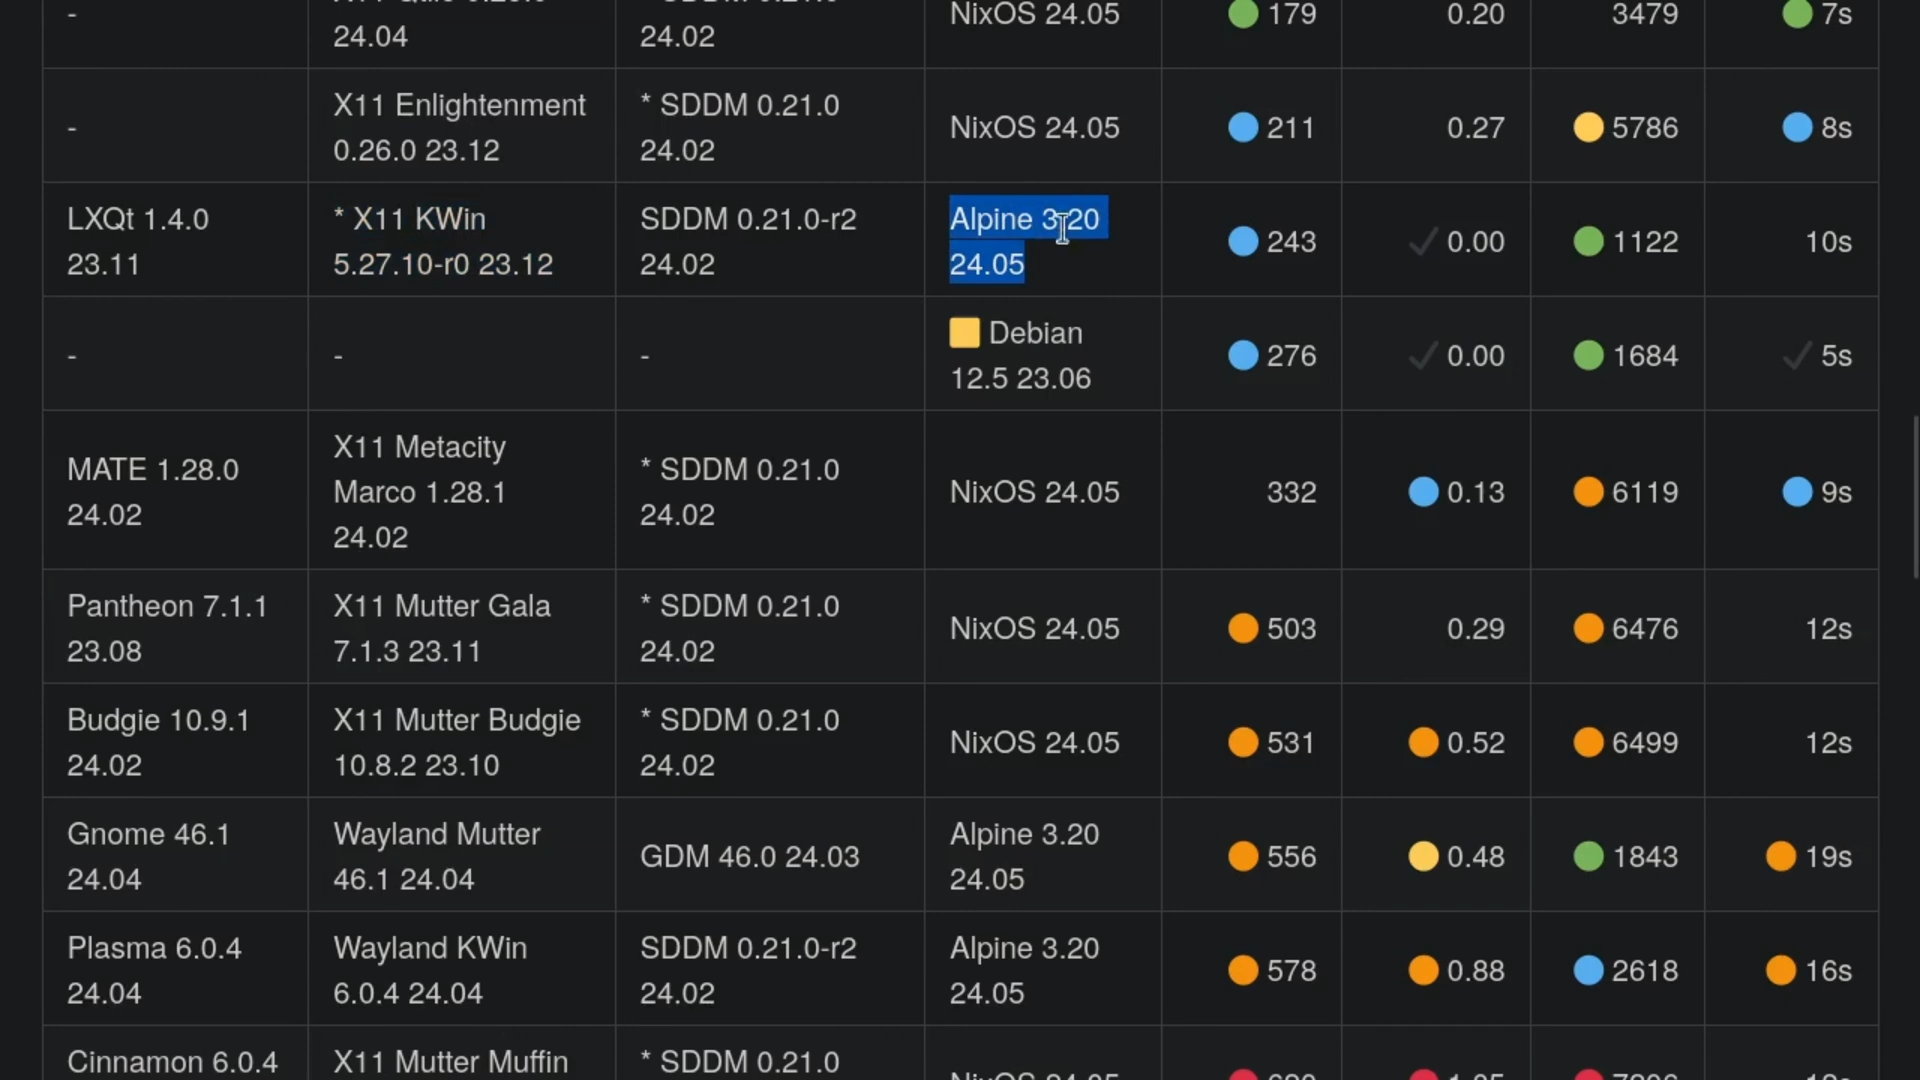 -
24.04
24.02
NixOS 24.05
179
0.20
3479
7s
-
X11 Enlightenment
0.26.0 23.12
* SDDM 0.21.0
24.02
NixOS 24.05
211
0.27
5786
8s
LXQt 1.4.0
23.11
* X11 KWin
5.27.10-r0 23.12
SDDM 0.21.0-r2
24.02
Alpine 3.20
24.05
243
0.00
1122
10s
-
-
-
Debian
12.5 23.06
276
0.00
1684
5s
MATE 1.28.0
24.02
X11 Metacity
Marco 1.28.1
24.02
* SDDM 0.21.0
24.02
NixOS 24.05
332
0.13
6119
9s
Pantheon 7.1.1
23.08
X11 Mutter Gala
7.1.3 23.11
* SDDM 0.21.0
24.02
NixOS 24.05
503
0.29
6476
12s
Budgie 10.9.1
24.02
X11 Mutter Budgie
10.8.2 23.10
* SDDM 0.21.0
24.02
NixOS 24.05
531
0.52
6499
12s
Gnome 46.1
24.04
Wayland Mutter
46.1 24.04
GDM 46.0 24.03
Alpine 3.20
24.05
556
0.48
1843
19s
Plasma 6.0.4
24.04
Wayland KWin
6.0.4 24.04
SDDM 0.21.0-r2
24.02
Alpine 3.20
24.05
578
0.88
2618
16s
Cinnamon 6.0.4
X11 Mutter Muffin
* SDDM 0.21.0
NixOS 24.05